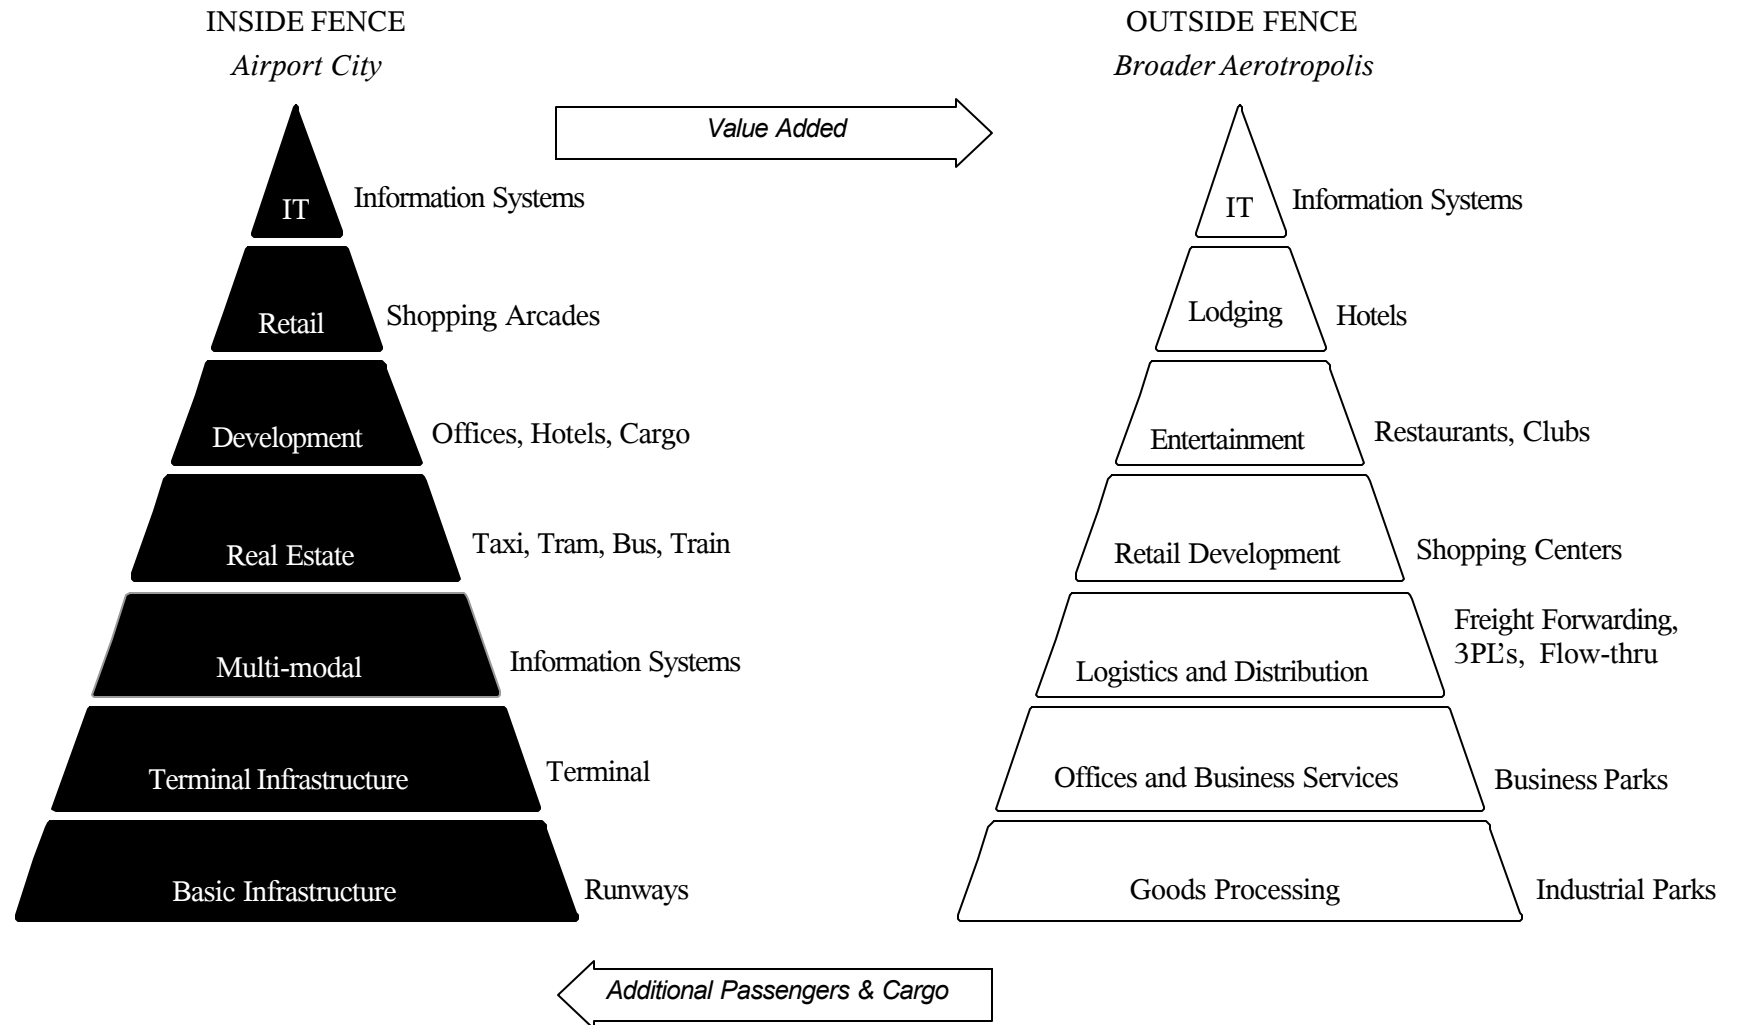 INSIDE FENCE
Airport City
OUTSIDE FENCE
Broader Aerotropolis
Value Added
IT
Information Systems
Retail
Shopping Arcades
Development
Offices, Hotels, Cargo
Real Estate
Taxi, Tram, Bus, Train
Multi-modal
Information Systems
Terminal Infrastructure
Terminal
Basic Infrastructure
Runways
IT
Information Systems
Lodging
Hotels
Entertainment
Restaurants, Clubs
Retail Development
Shopping Centers
Logistics and Distribution
Freight Forwarding,
3PL's, Flow-thru
Offices and Business Services
Business Parks
Goods Processing
Industrial Parks
Additional Passengers & Cargo